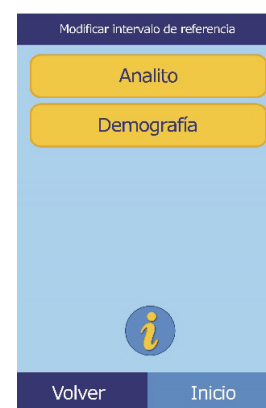 Modificar intervalo de referencia
Analito
Demografía
i
Volver Inicio